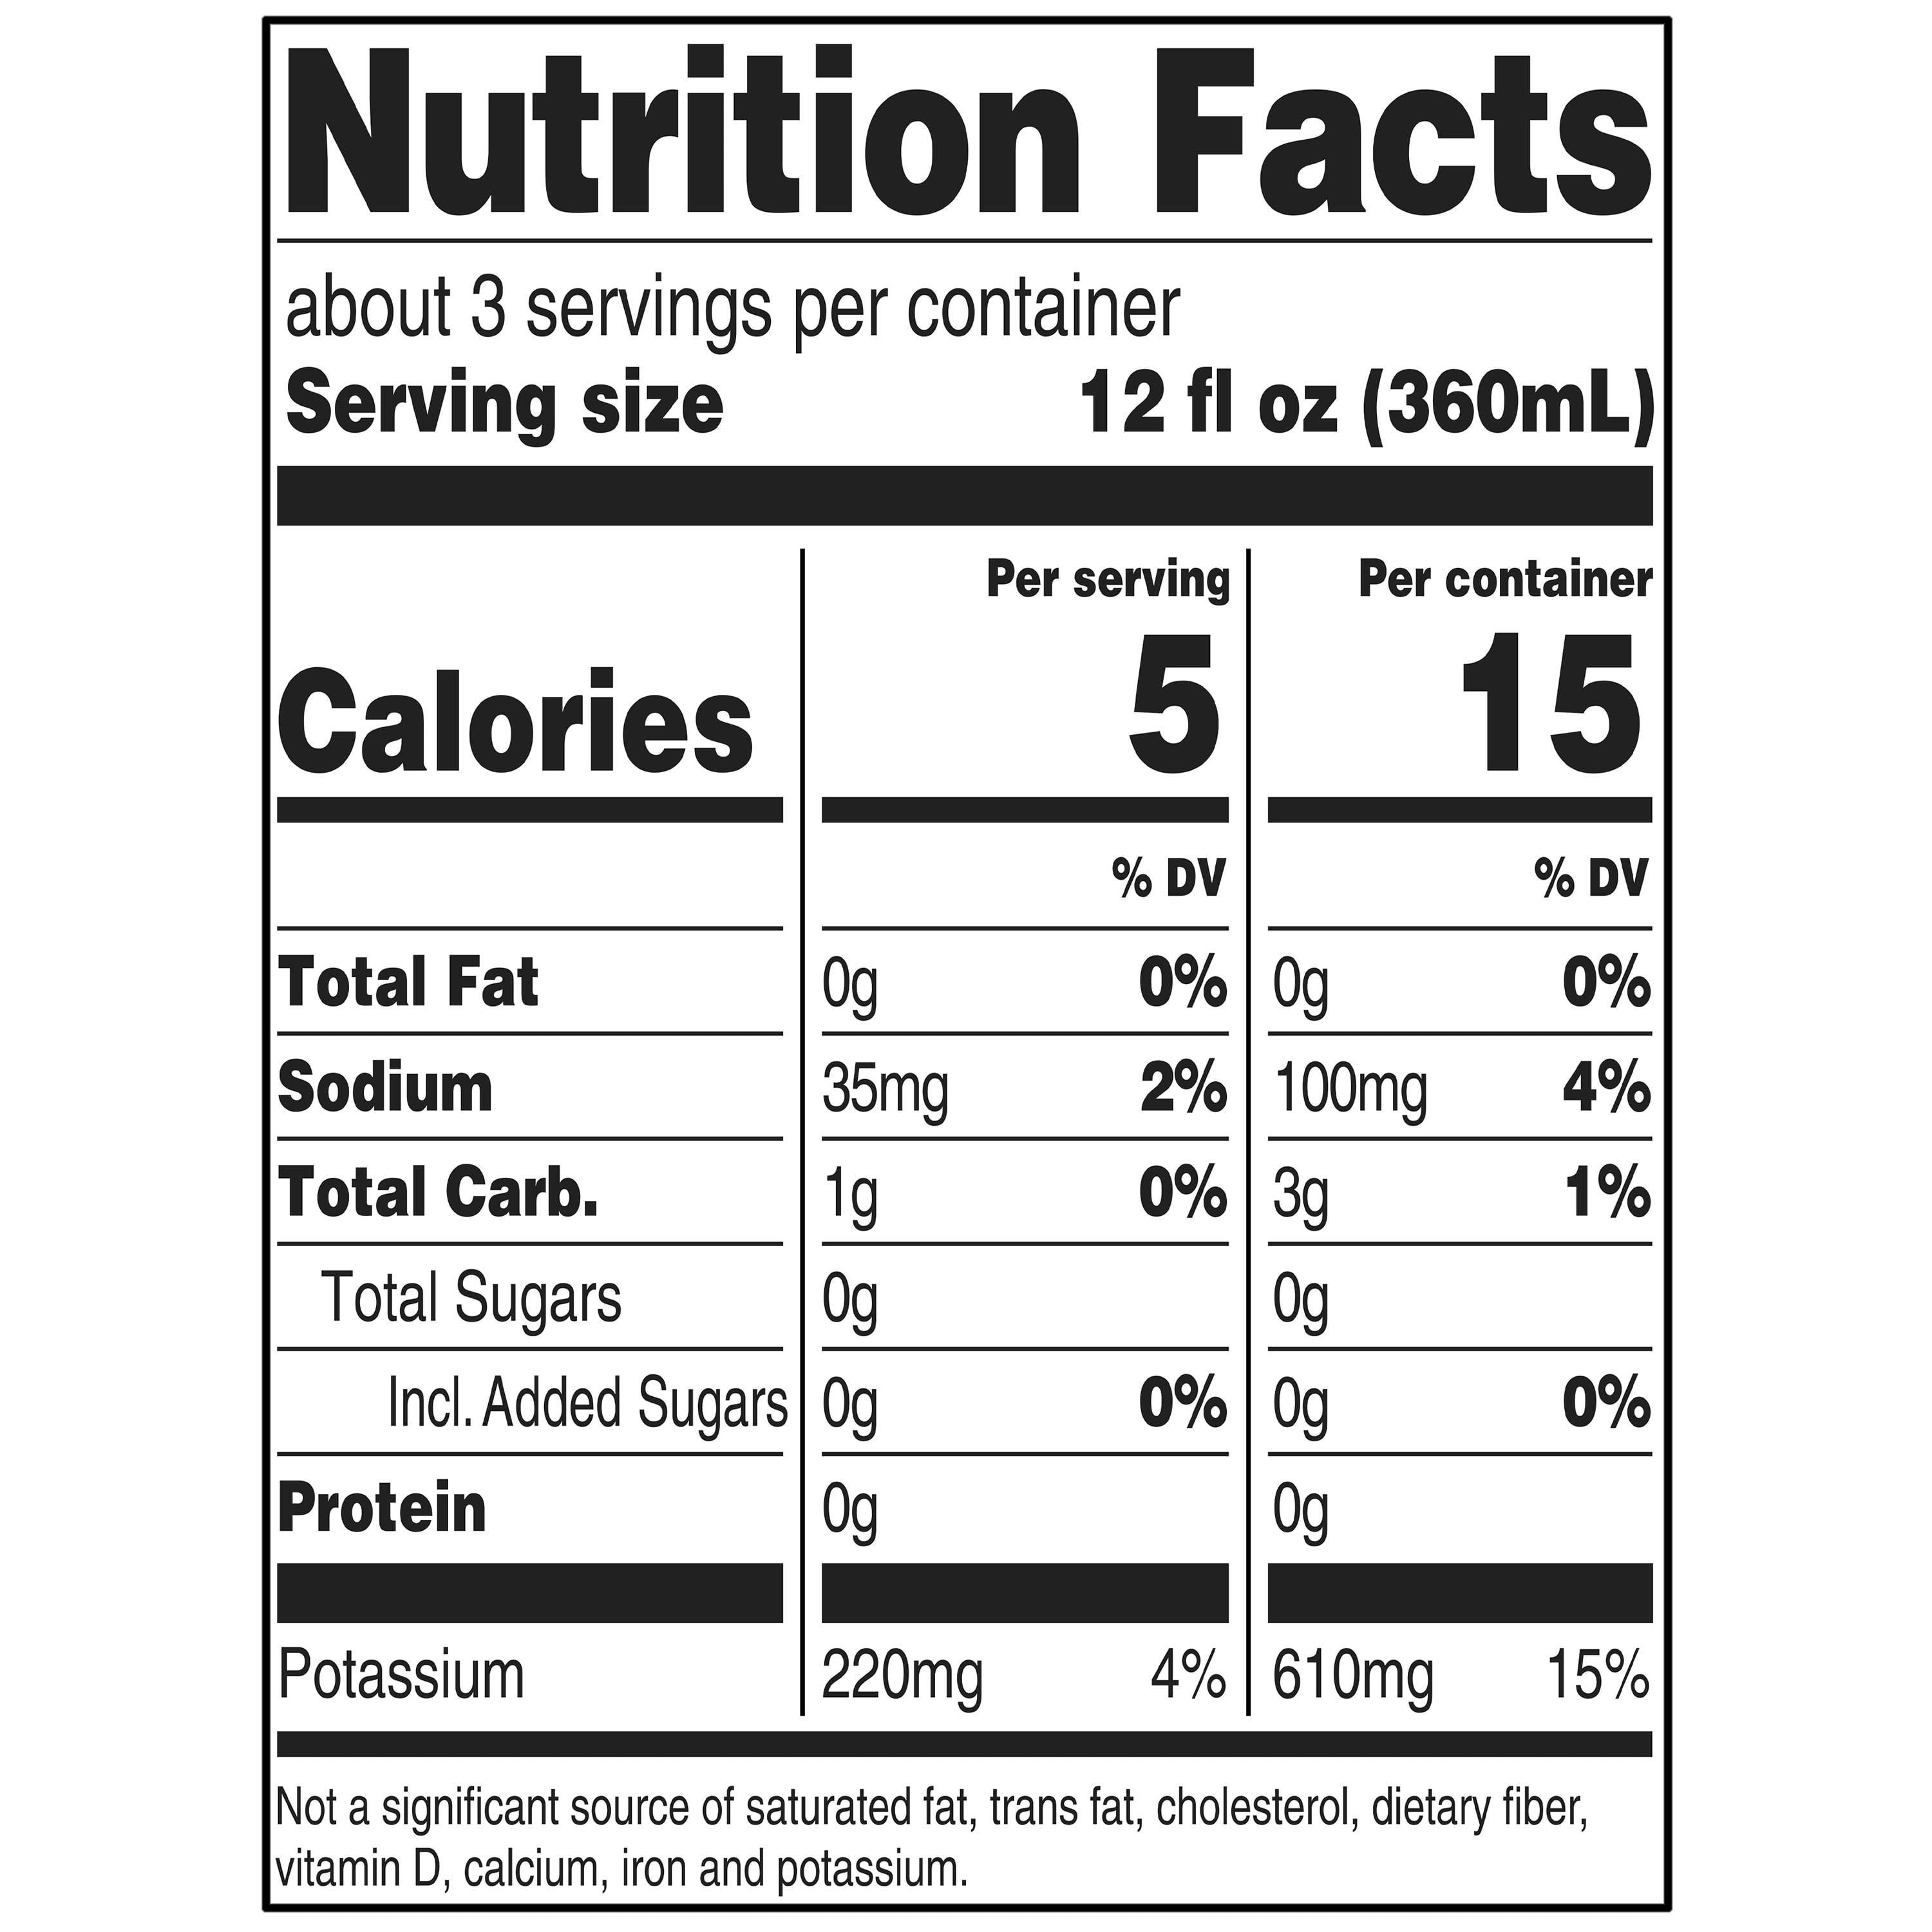 Nutrition Facts
about 3 servings per container
Serving size 12 fl oz (360mL)
Per serving Per container
Calories 5 15
% DV % DV
Total Fat 0g 0% 0g 0%
Sodium 35mg 2% 100mg 4%
Total Carb. 1g 0% 3g 1%
Total Sugars 0g 0g
Incl. Added Sugars 0g 0% 0g 0%
Protein 0g 0g
Potassium 220mg 4% 610mg 15%
Not a significant source of saturated fat, trans fat, cholesterol, dietary fiber,
vitamin D, calcium, iron and potassium.